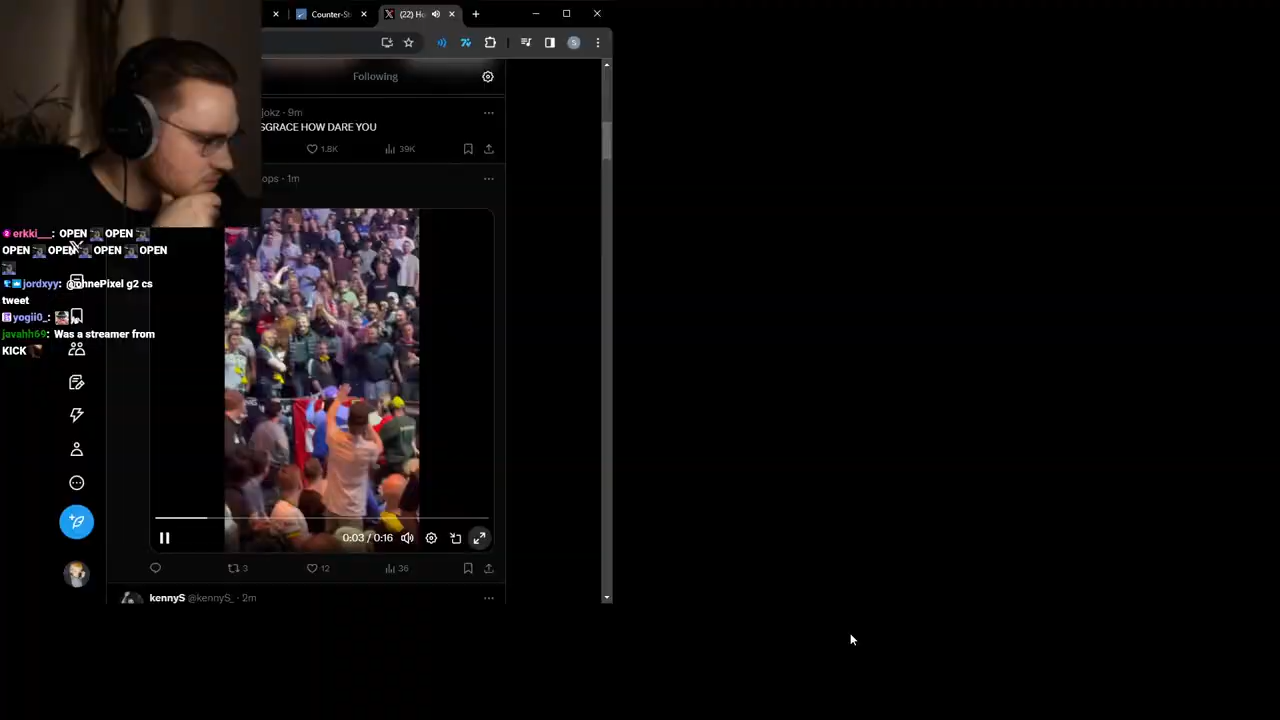 Counter-St
(22) Ho
Following
jokz · 9m
SGRACE HOW DARE YOU
1.8K
39K
ops · 1m
erkki___: OPEN OPEN
OPEN OPEN OPEN OPEN
jordxyy: @ohnePixel g2 cs
tweet
yogii0_:
javahh69: Was a streamer from
KICK
0:03 / 0:16
3
12
36
kennyS @kennyS_ · 2m